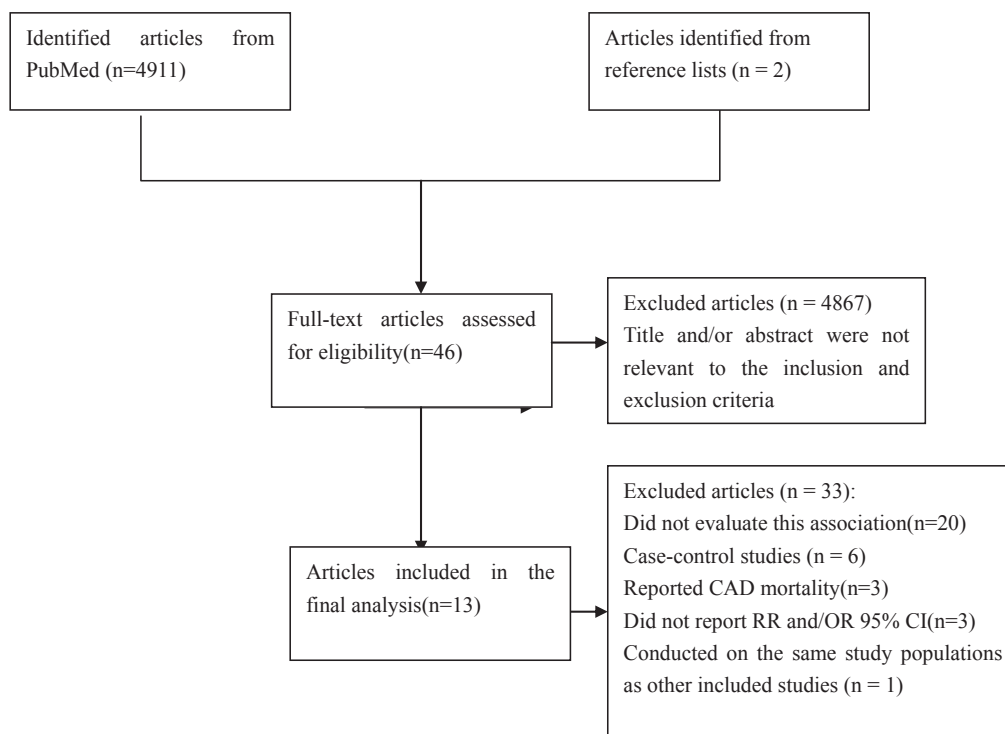 Identified articles from
PubMed (n=4911)
Articles identified from
reference lists (n = 2)
Full-text articles assessed
for eligibility(n=46)
Excluded articles (n = 4867)
Title and/or abstract were not
relevant to the inclusion and
exclusion criteria
Articles included in the
final analysis(n=13)
Excluded articles (n = 33):
Did not evaluate this association(n=20)
Case-control studies (n = 6)
Reported CAD mortality(n=3)
Did not report RR and/OR 95% CI(n=3)
Conducted on the same study populations
as other included studies (n = 1)